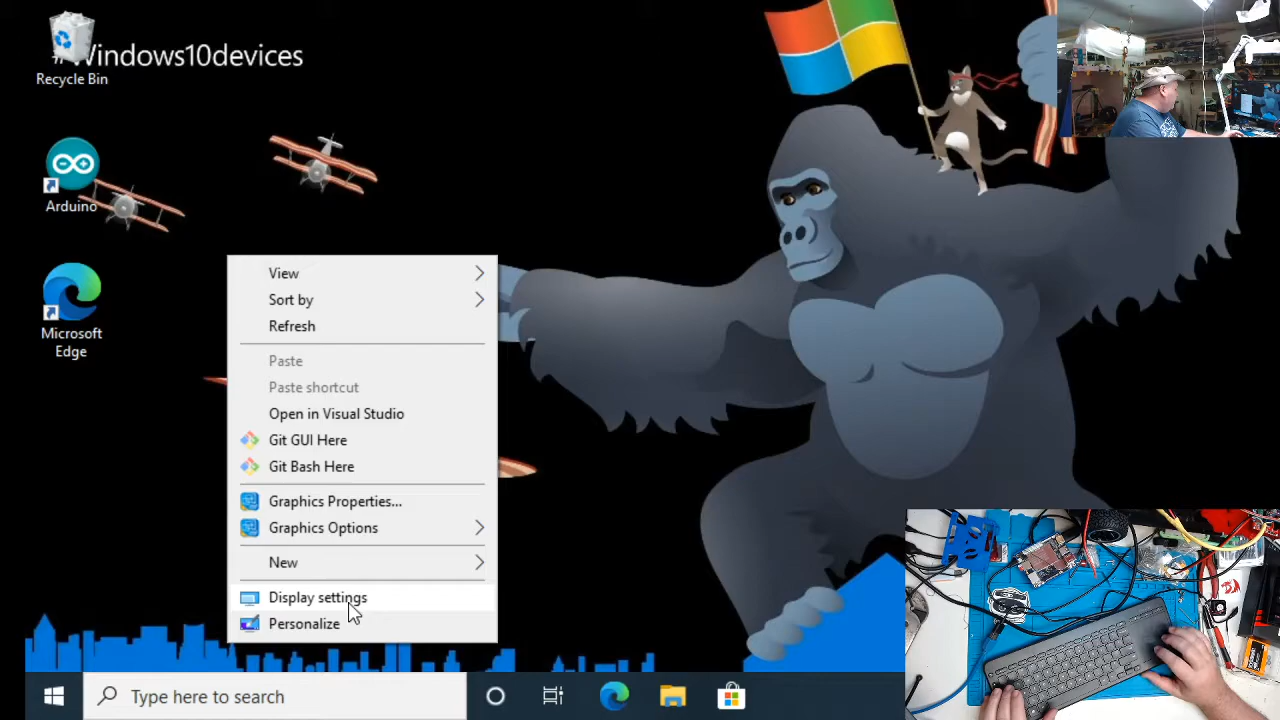 #Windows10devices
Recycle Bin
Arduino
Microsoft
Edge
View
Sort by
Refresh
Paste
Paste shortcut
Open in Visual Studio
Git GUI Here
Git Bash Here
Graphics Properties...
Graphics Options
New
Display settings
Personalize
Type here to search